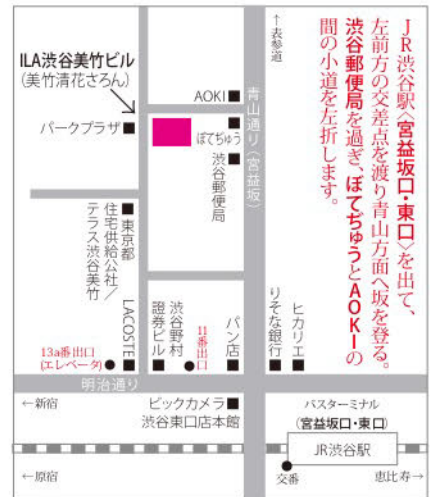 JR渋谷駅〈宮益坂口・東口〉を出て、
左前方の交差点を渡り青山方面へ坂を登る。
渋谷郵便局を過ぎ、ぼてぢゅうとAOKIの
間の小道を左折します。
←表参道
ILA渋谷美竹ビル
(美竹清花さろん)
パークプラザ■
AOKI■
青山通り(宮益坂)
■ぼてぢゅう
■渋谷郵便局
■東京都
住宅供給公社/
テラス渋谷美竹
LACOSTE■
13a番出口●
(エレベータ)
渋谷野村
證券ビル■
11番出口●
パン店■
りそな銀行■
ヒカリエ■
明治通り
←新宿
ビックカメラ■
渋谷東口店本館
バスターミナル
(宮益坂口・東口)
JR渋谷駅
←原宿
交番
恵比寿→